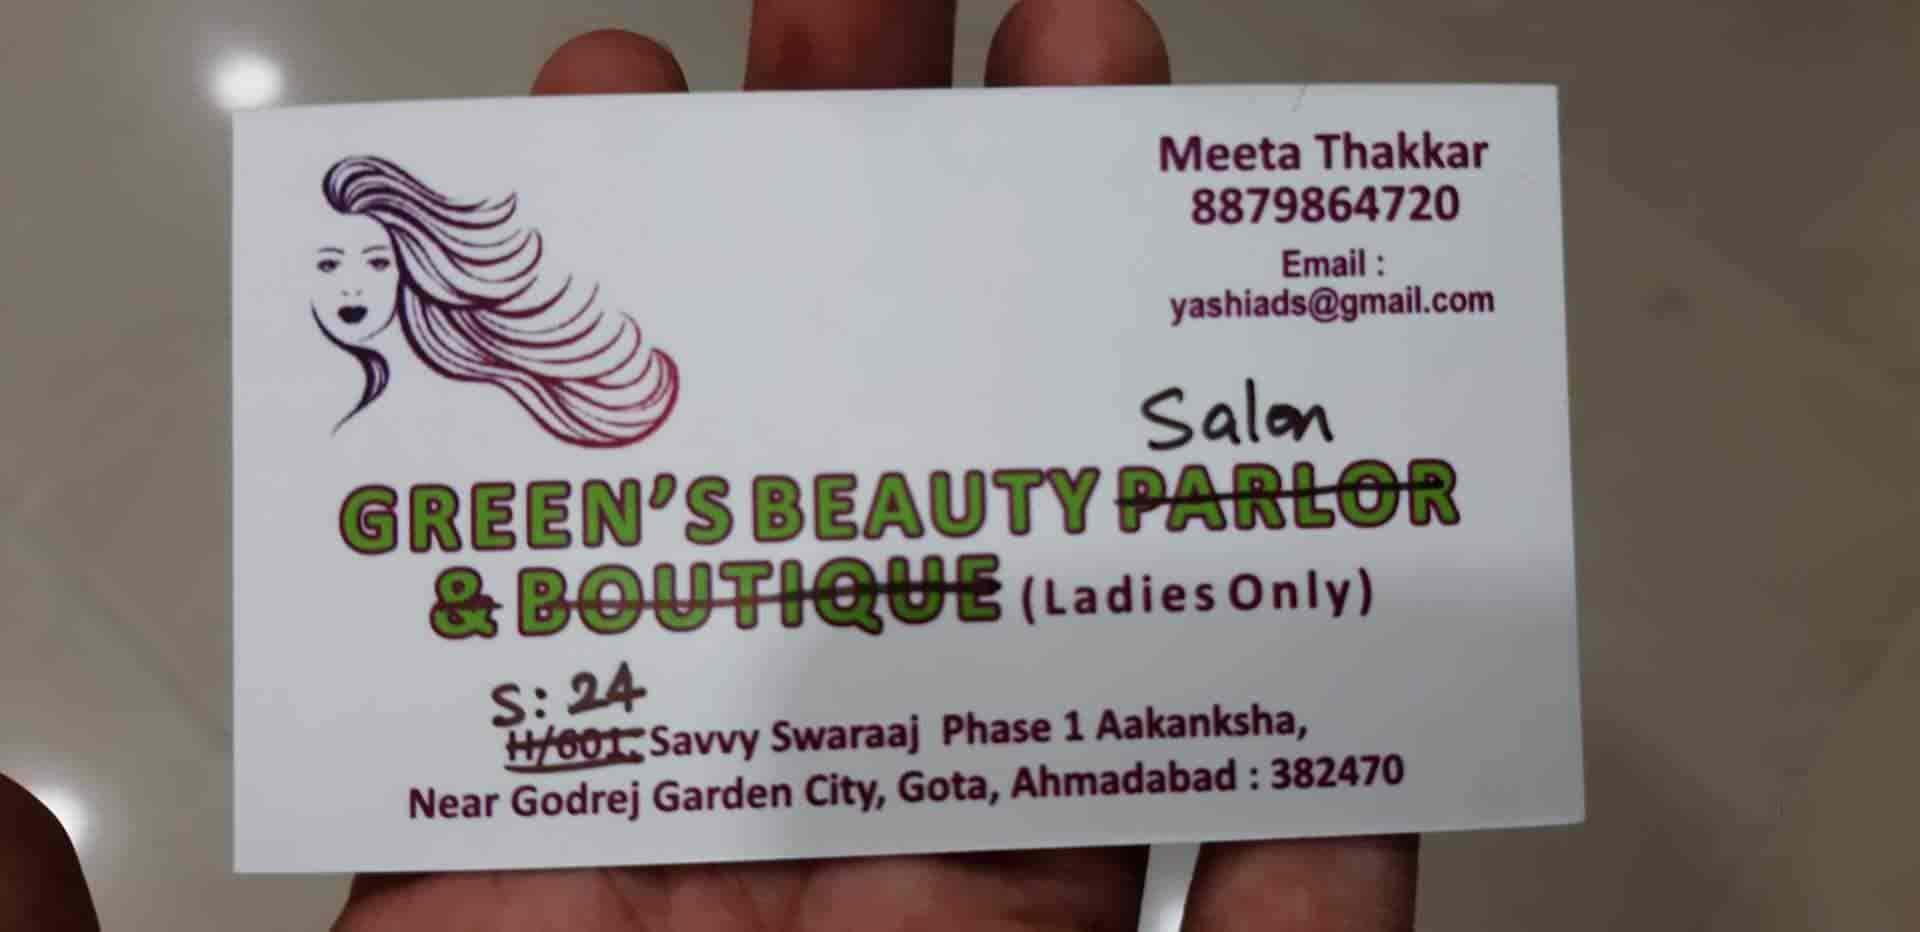 Meeta Thakkar
8879864720
Email :
yashiads@gmail.com
Salon
GREEN'S BEAUTY PARLOR
& BOUTIQUE (Ladies Only)
S: 24
H/601, Savvy Swaraaj Phase 1 Aakanksha,
Near Godrej Garden City, Gota, Ahmadabad : 382470